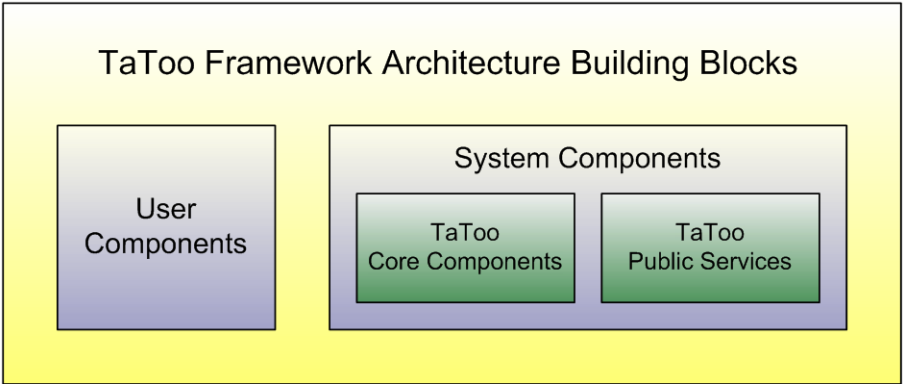 TaToo Framework Architecture Building Blocks
User
Components
System Components
TaToo
Core Components
TaToo
Public Services